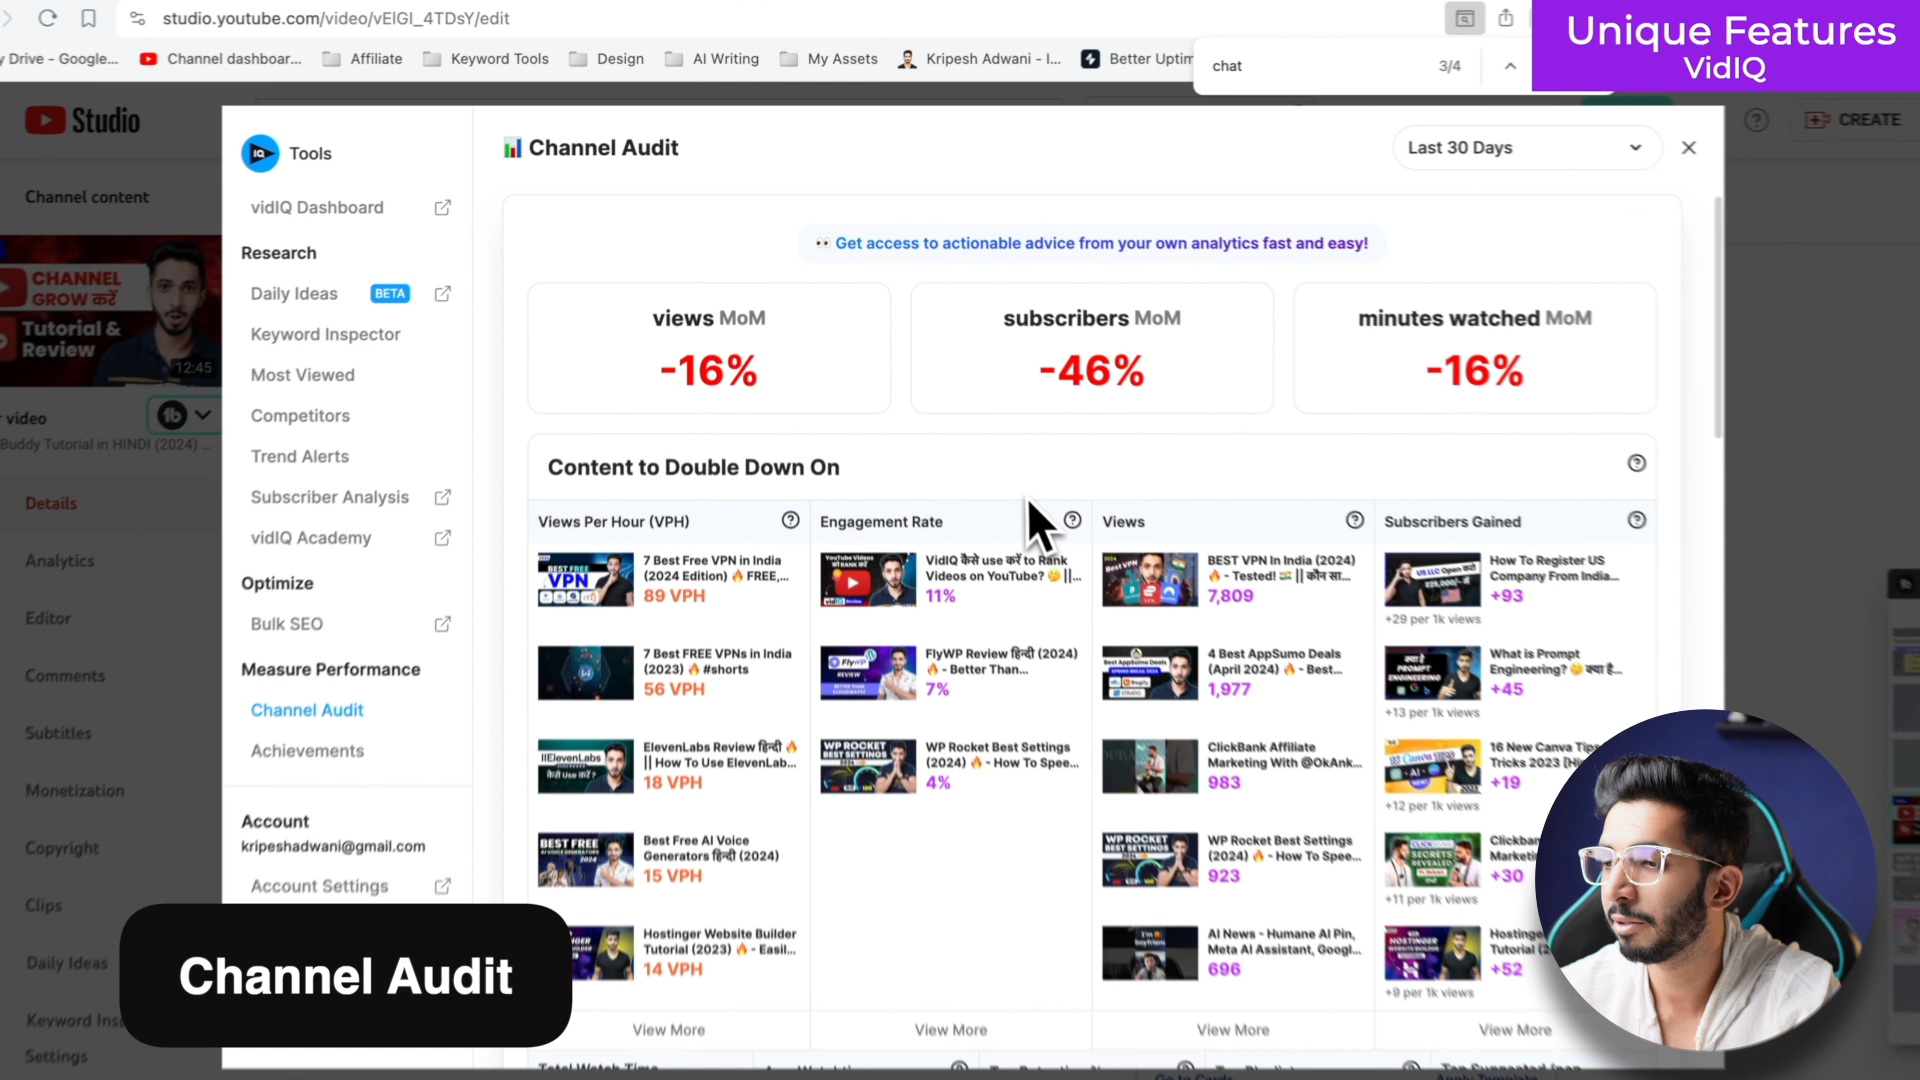 studio.youtube.com/video/vElGI_4TDsY/edit
Unique Features
VidIQ
y Drive - Google...
Channel dashboar...
Affiliate
Keyword Tools
Design
AI Writing
My Assets
Kripesh Adwani - I...
Better Uptim
chat
3/4
Studio
CREATE
Channel content
CHANNEL
GROW करें
Tutorial &
Review
12:45
r video
Buddy Tutorial in HINDI (2024) ...
Details
Analytics
Editor
Comments
Subtitles
Monetization
Copyright
Clips
Daily Ideas
Keyword Ins
Settings
Tools
vidIQ Dashboard
Research
Daily Ideas
BETA
Keyword Inspector
Most Viewed
Competitors
Trend Alerts
Subscriber Analysis
vidIQ Academy
Optimize
Bulk SEO
Measure Performance
Channel Audit
Achievements
Account
kripeshadwani@gmail.com
Account Settings
Channel Audit
Channel Audit
Last 30 Days
👀 Get access to actionable advice from your own analytics fast and easy!
views MoM
-16%
subscribers MoM
-46%
minutes watched MoM
-16%
Content to Double Down On
Views Per Hour (VPH)
7 Best Free VPN in India
(2024 Edition) 🔥 FREE,...
89 VPH
7 Best FREE VPNs in India
(2023) 🔥 #shorts
56 VPH
ElevenLabs Review हिन्दी 🔥
|| How To Use ElevenLab...
18 VPH
Best Free AI Voice
Generators हिन्दी (2024)
15 VPH
Hostinger Website Builder
Tutorial (2023) 🔥 - Easil...
14 VPH
View More
Engagement Rate
VidIQ कैसे use करें to Rank
Videos on YouTube? 🤔 ||...
11%
FlyWP Review हिन्दी (2024)
🔥 - Better Than...
7%
WP Rocket Best Settings
(2024) 🔥 - How To Spee...
4%
View More
Views
BEST VPN In India (2024)
🔥 - Tested! 🇮🇳 || कौन सा...
7,809
4 Best AppSumo Deals
(April 2024) 🔥 - Best...
1,977
ClickBank Affiliate
Marketing With @OkAnk...
983
WP Rocket Best Settings
(2024) 🔥 - How To Spee...
923
AI News - Humane AI Pin,
Meta AI Assistant, Googl...
696
View More
Subscribers Gained
How To Register US
Company From India...
+93
+29 per 1k views
What is Prompt
Engineering? 🤔 क्या है...
+45
+13 per 1k views
16 New Canva Tips
Tricks 2023 [Hi
+19
+12 per 1k views
Clickban
Marketi
+30
+11 per 1k views
Hostinge
Tutorial (2
+52
+9 per 1k views
View More